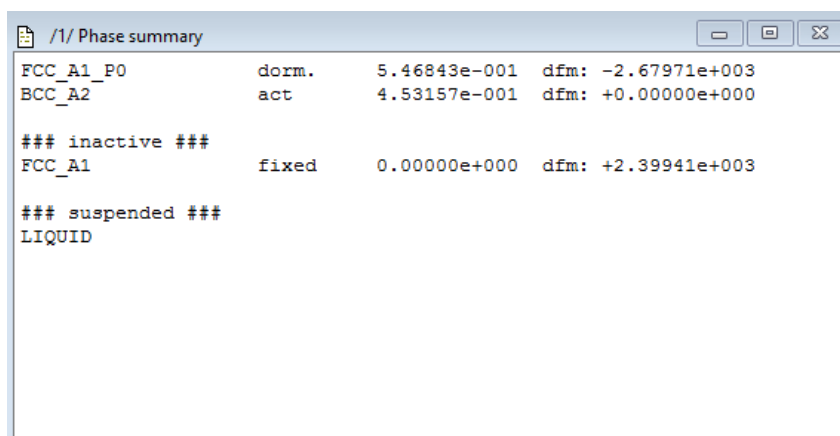 /1/ Phase summary
FCC_A1_P0 dorm. 5.46843e-001 dfm: -2.67971e+003
BCC_A2 act 4.53157e-001 dfm: +0.00000e+000
### inactive ###
FCC_A1 fixed 0.00000e+000 dfm: +2.39941e+003
### suspended ###
LIQUID